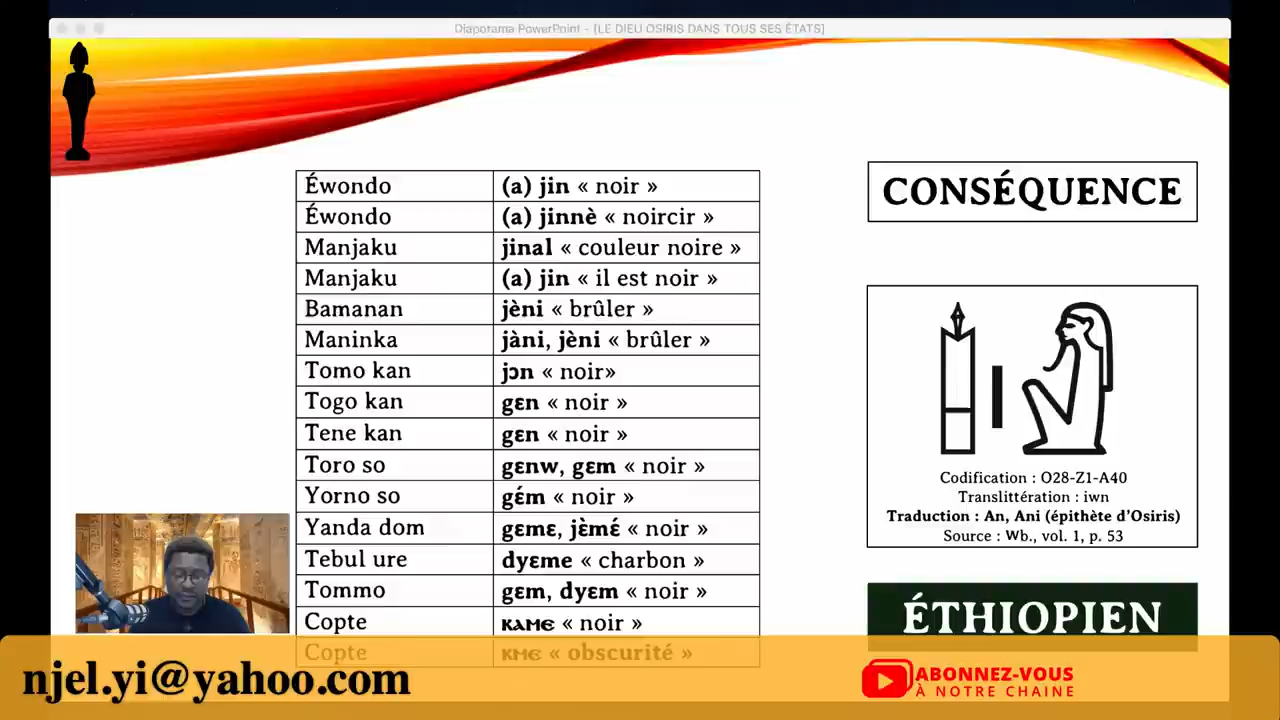 Diaporama PowerPoint - [LE DIEU OSIRIS DANS TOUS SES ÉTATS]
Éwondo (a) jin « noir »
Éwondo (a) jinnè « noircir »
Manjaku jinal « couleur noire »
Manjaku (a) jin « il est noir »
Bamanan jèni « brûler »
Maninka jàni, jèni « brûler »
Tomo kan jɔn « noir»
Togo kan gɛn « noir »
Tene kan gɛn « noir »
Toro so gɛnw, gɛm « noir »
Yorno so gɛ́m « noir »
Yanda dom gɛmɛ, jɛ̀mɛ́ « noir »
Tebul ure dyɛme « charbon »
Tommo gɛm, dyɛm « noir »
Copte ⲕⲁⲙⲉ « noir »
Copte ⲕⲙⲉ « obscurité »
CONSÉQUENCE
Codification : O28-Z1-A40
Translittération : iwn
Traduction : An, Ani (épithète d'Osiris)
Source : Wb., vol. 1, p. 53
ÉTHIOPIEN
njel.yi@yahoo.com
ABONNEZ-VOUS
À NOTRE CHAINE